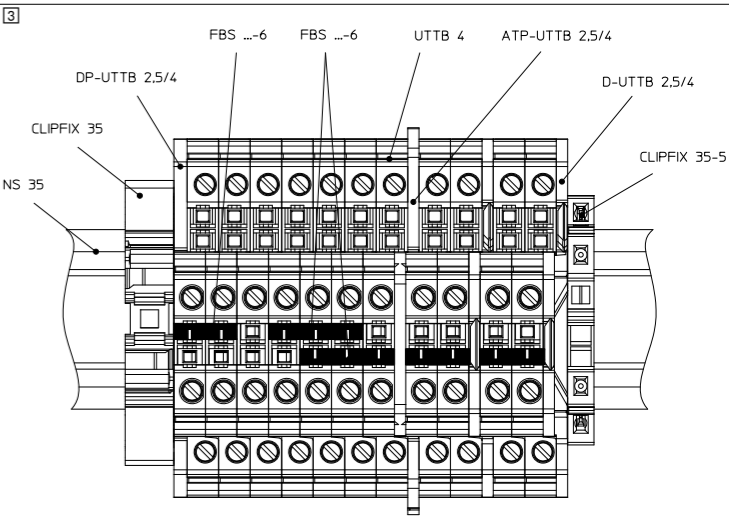 3
FBS ...-6
FBS ...-6
UTTB 4
ATP-UTTB 2,5/4
DP-UTTB 2,5/4
D-UTTB 2,5/4
CLIPFIX 35
CLIPFIX 35-5
NS 35